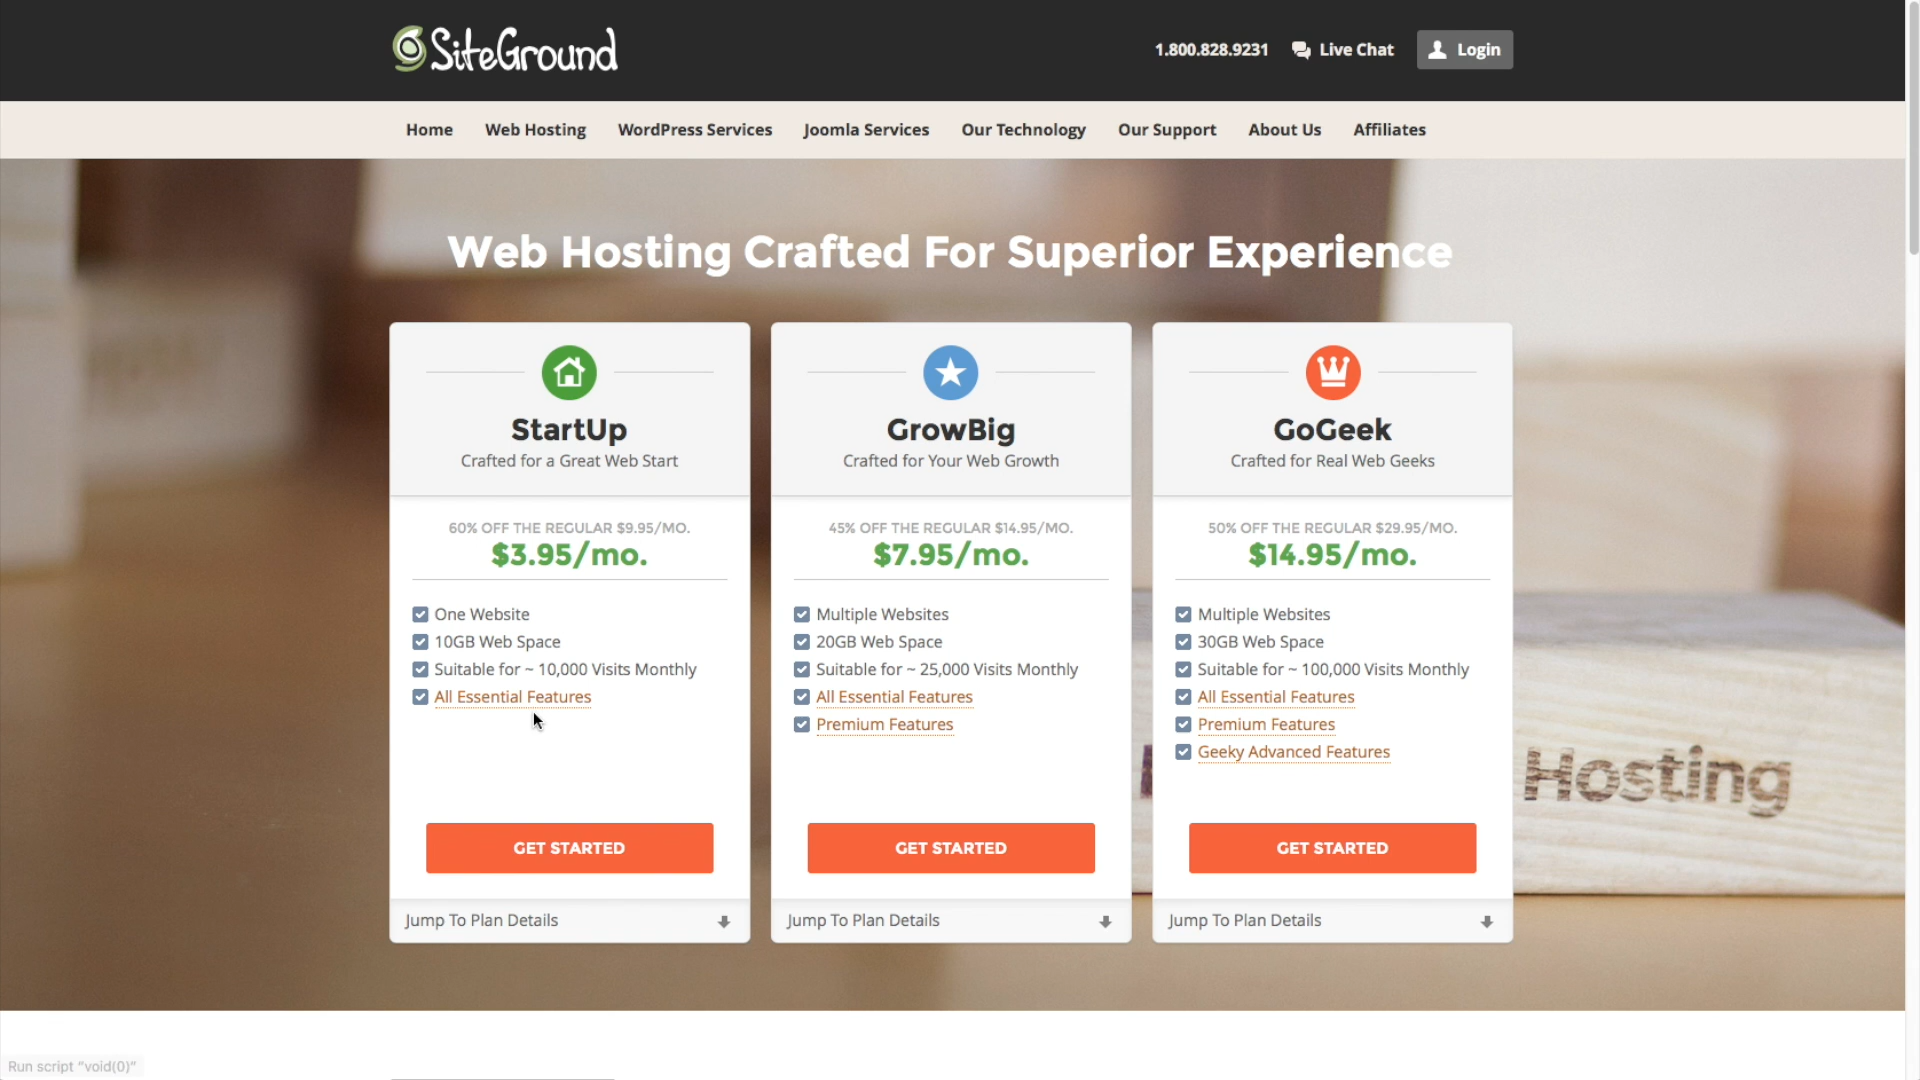 SiteGround
1.800.828.9231 Live Chat Login
Home Web Hosting WordPress Services Joomla Services Our Technology Our Support About Us Affiliates
Web Hosting Crafted For Superior Experience
StartUp
Crafted for a Great Web Start
60% OFF THE REGULAR $9.95/MO.
$3.95/mo.
One Website
10GB Web Space
Suitable for ~ 10,000 Visits Monthly
All Essential Features
GET STARTED
Jump To Plan Details
GrowBig
Crafted for Your Web Growth
45% OFF THE REGULAR $14.95/MO.
$7.95/mo.
Multiple Websites
20GB Web Space
Suitable for ~ 25,000 Visits Monthly
All Essential Features
Premium Features
GET STARTED
Jump To Plan Details
GoGeek
Crafted for Real Web Geeks
50% OFF THE REGULAR $29.95/MO.
$14.95/mo.
Multiple Websites
30GB Web Space
Suitable for ~ 100,000 Visits Monthly
All Essential Features
Premium Features
Geeky Advanced Features
GET STARTED
Jump To Plan Details
Hosting
Run script "void(0)"